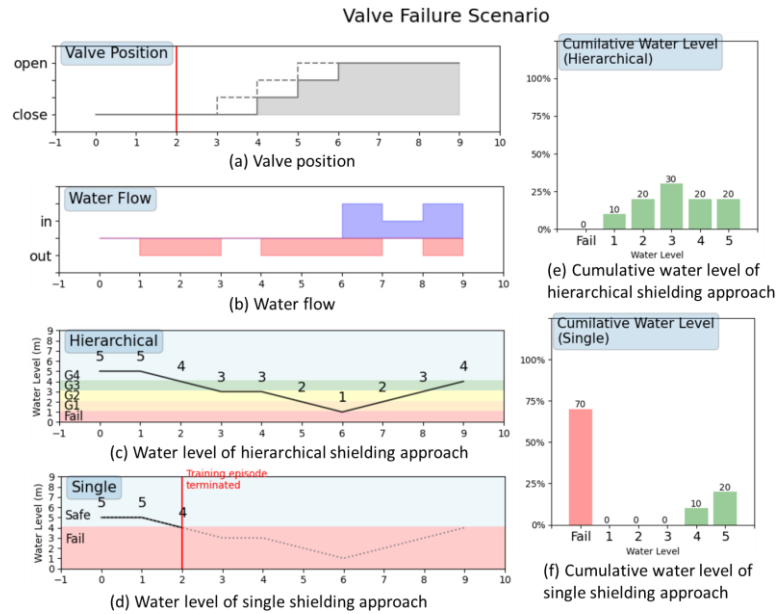 Valve Failure Scenario
Valve Position
open
close
−1 0 1 2 3 4 5 6 7 8 9 10
(a) Valve position
Water Flow
in
out
−1 0 1 2 3 4 5 6 7 8 9 10
(b) Water flow
Hierarchical
Water Level (m)
9
8
7
6
5
4
3
2
1
0
G4
G3
G2
G1
Fail
5 5 4 3 3 2 1 2 3 4
−1 0 1 2 3 4 5 6 7 8 9 10
(c) Water level of hierarchical shielding approach
Single
Training episode
terminated
Water Level (m)
9
8
7
6
5
4
3
2
1
0
Safe
Fail
5 5 4
−1 0 1 2 3 4 5 6 7 8 9 10
(d) Water level of single shielding approach
Cumilative Water Level
(Hierarchical)
100%
75%
50%
25%
0%
0 10 20 30 20 20
Fail 1 2 3 4 5
Water Level
(e) Cumulative water level of
hierarchical shielding approach
Cumulative Water Level
(Single)
100%
75%
50%
25%
0%
70 0 0 0 10 20
Fail 1 2 3 4 5
Water Level
(f) Cumulative water level of
single shielding approach